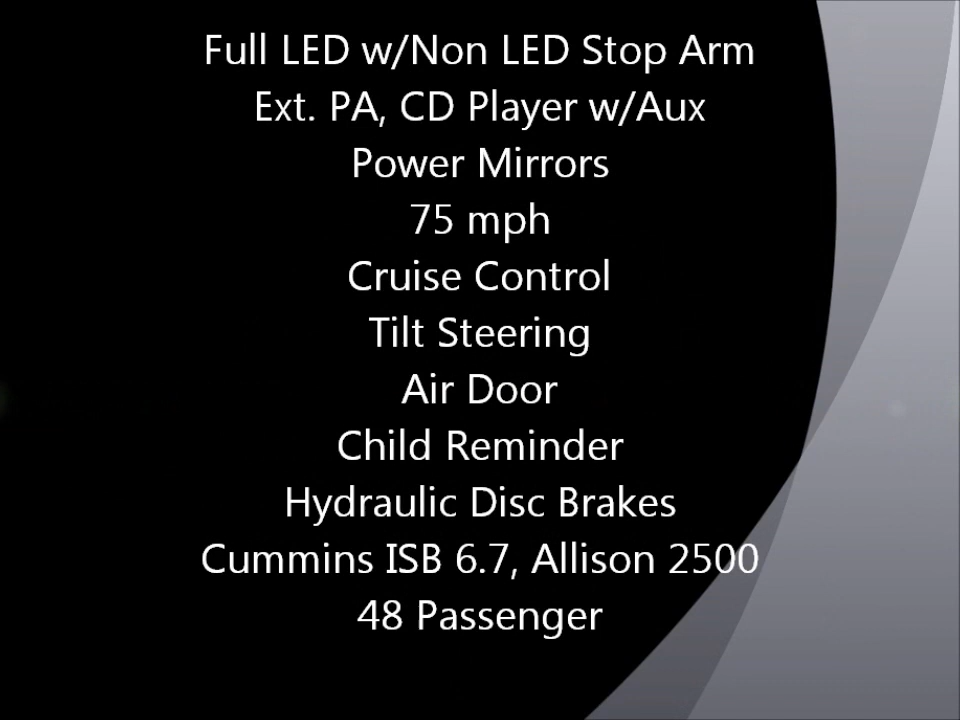 Full LED w/Non LED Stop Arm
Ext. PA, CD Player w/Aux
Power Mirrors
75 mph
Cruise Control
Tilt Steering
Air Door
Child Reminder
Hydraulic Disc Brakes
Cummins ISB 6.7, Allison 2500
48 Passenger